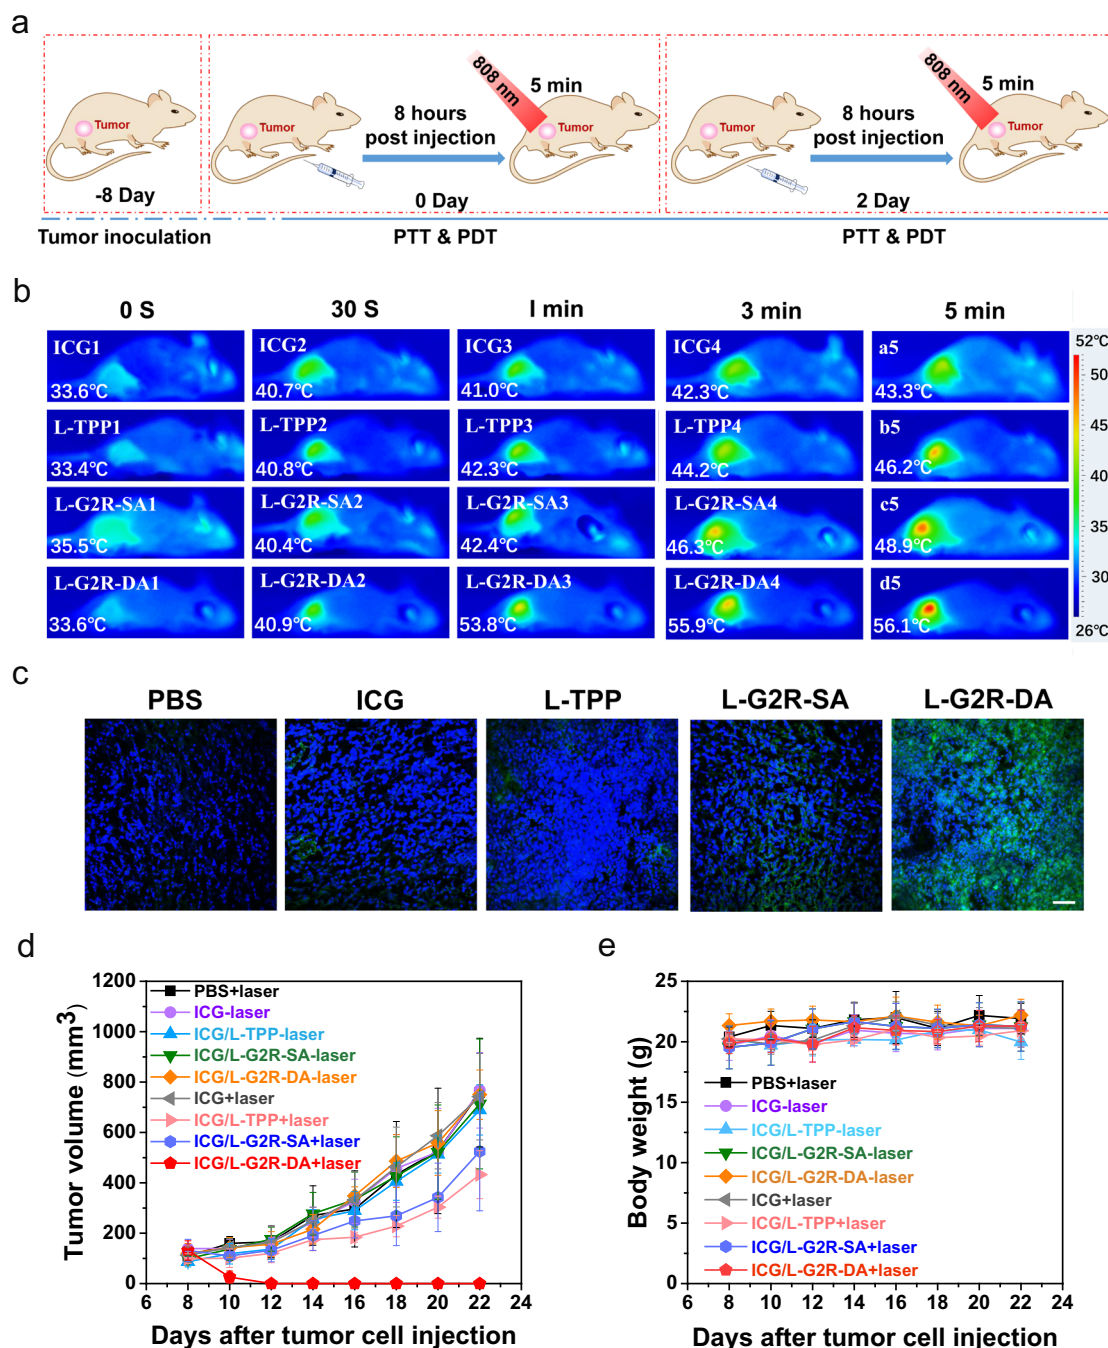 a
Tumor
-8 Day
Tumor
8 hours
post injection
808 nm
5 min
Tumor
0 Day
Tumor
8 hours
post injection
808 nm
5 min
Tumor
2 Day
Tumor inoculation
PTT & PDT
PTT & PDT
b
0 S
30 S
I min
3 min
5 min
ICG1
33.6°C
ICG2
40.7°C
ICG3
41.0°C
ICG4
42.3°C
a5
43.3°C
L-TPP1
33.4°C
L-TPP2
40.8°C
L-TPP3
42.3°C
L-TPP4
44.2°C
b5
46.2°C
L-G2R-SA1
35.5°C
L-G2R-SA2
40.4°C
L-G2R-SA3
42.4°C
L-G2R-SA4
46.3°C
c5
48.9°C
L-G2R-DA1
33.6°C
L-G2R-DA2
40.9°C
L-G2R-DA3
53.8°C
L-G2R-DA4
55.9°C
d5
56.1°C
52°C
50
45
40
35
30
26°C
c
PBS
ICG
L-TPP
L-G2R-SA
L-G2R-DA
d
Tumor volume (mm3)
1200
1000
800
600
400
200
0
PBS+laser
ICG-laser
ICG/L-TPP-laser
ICG/L-G2R-SA-laser
ICG/L-G2R-DA-laser
ICG+laser
ICG/L-TPP+laser
ICG/L-G2R-SA+laser
ICG/L-G2R-DA+laser
6 8 10 12 14 16 18 20 22 24
Days after tumor cell injection
e
Body weight (g)
25
20
15
10
5
0
PBS+laser
ICG-laser
ICG/L-TPP-laser
ICG/L-G2R-SA-laser
ICG/L-G2R-DA-laser
ICG+laser
ICG/L-TPP+laser
ICG/L-G2R-SA+laser
ICG/L-G2R-DA+laser
6 8 10 12 14 16 18 20 22 24
Days after tumor cell injection